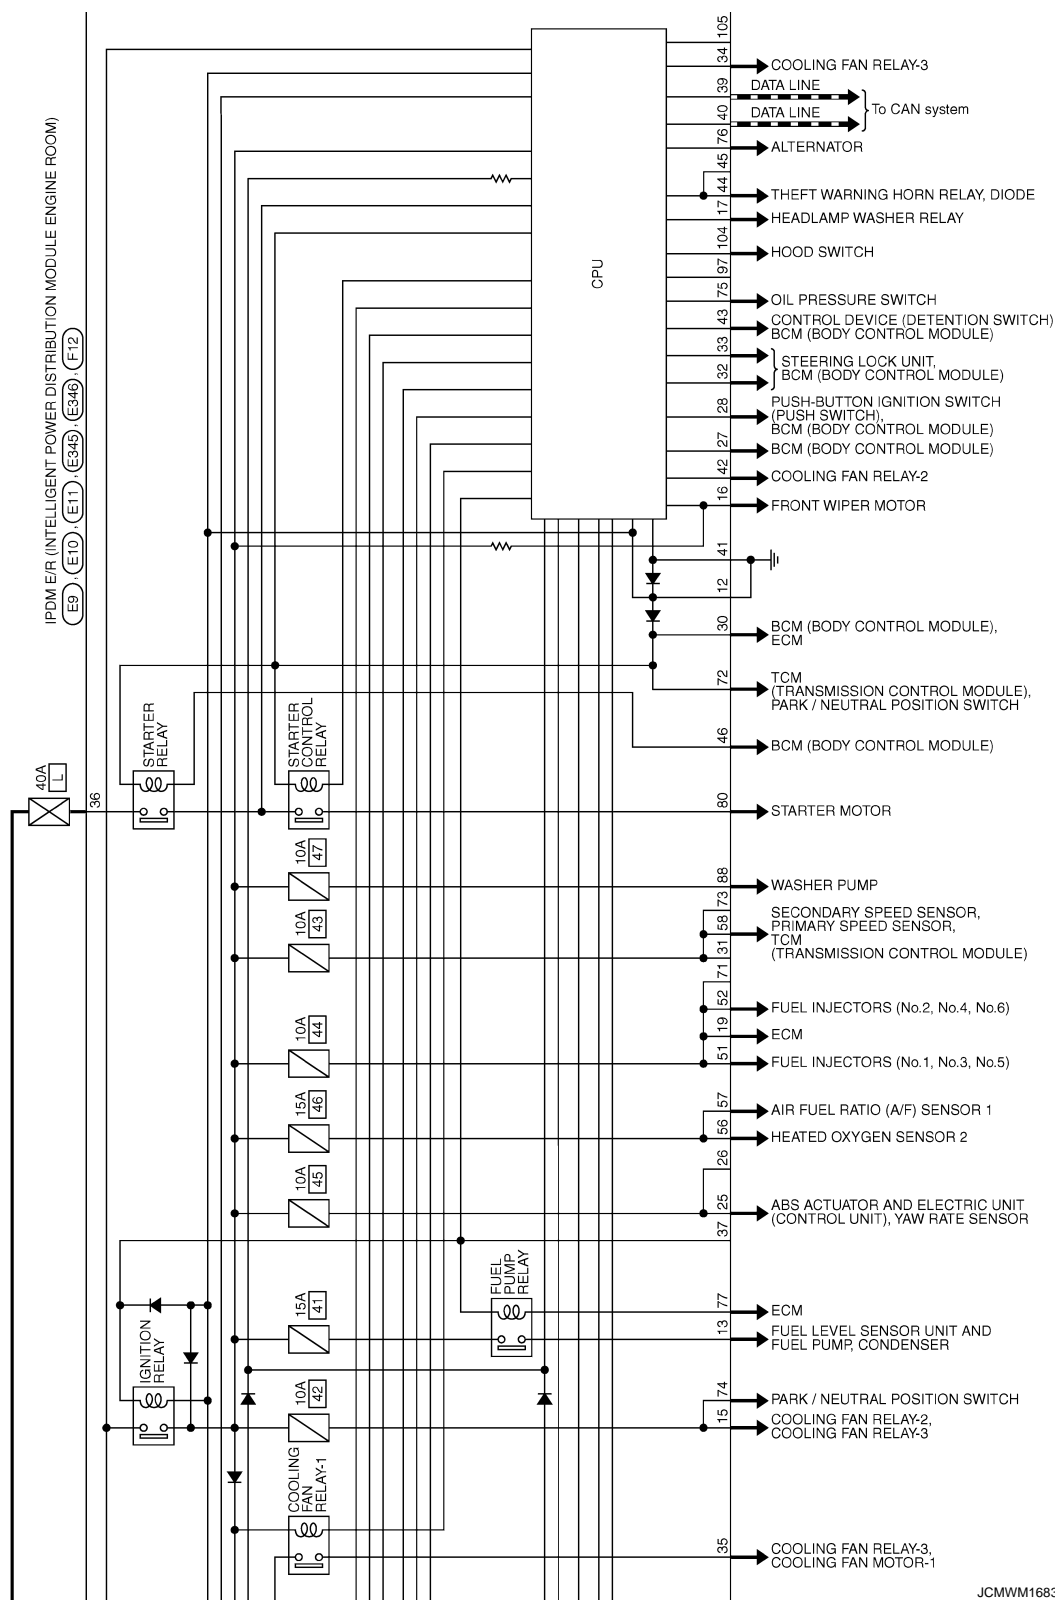 IPDM E/R (INTELLIGENT POWER DISTRIBUTION MODULE ENGINE ROOM)
E9 , E10 , E11 , E345 , E346 , F12
CPU
105
34
COOLING FAN RELAY-3
39
DATA LINE
40
DATA LINE
To CAN system
76
ALTERNATOR
45
44
THEFT WARNING HORN RELAY, DIODE
17
HEADLAMP WASHER RELAY
104
HOOD SWITCH
97
75
OIL PRESSURE SWITCH
43
CONTROL DEVICE (DETENTION SWITCH)
BCM (BODY CONTROL MODULE)
33
32
STEERING LOCK UNIT,
BCM (BODY CONTROL MODULE)
28
PUSH-BUTTON IGNITION SWITCH
(PUSH SWITCH),
BCM (BODY CONTROL MODULE)
27
BCM (BODY CONTROL MODULE)
42
COOLING FAN RELAY-2
16
FRONT WIPER MOTOR
41
12
30
BCM (BODY CONTROL MODULE),
ECM
72
TCM
(TRANSMISSION CONTROL MODULE),
PARK / NEUTRAL POSITION SWITCH
46
BCM (BODY CONTROL MODULE)
STARTER
RELAY
STARTER
CONTROL
RELAY
40A
L
36
80
STARTER MOTOR
10A
47
88
WASHER PUMP
10A
43
73
58
31
SECONDARY SPEED SENSOR,
PRIMARY SPEED SENSOR,
TCM
(TRANSMISSION CONTROL MODULE)
71
52
FUEL INJECTORS (No.2, No.4, No.6)
19
ECM
10A
44
51
FUEL INJECTORS (No.1, No.3, No.5)
57
AIR FUEL RATIO (A/F) SENSOR 1
15A
46
56
HEATED OXYGEN SENSOR 2
26
10A
45
25
ABS ACTUATOR AND ELECTRIC UNIT
(CONTROL UNIT), YAW RATE SENSOR
37
FUEL
PUMP
RELAY
77
ECM
15A
41
13
FUEL LEVEL SENSOR UNIT AND
FUEL PUMP, CONDENSER
IGNITION
RELAY
74
PARK / NEUTRAL POSITION SWITCH
10A
42
15
COOLING FAN RELAY-2,
COOLING FAN RELAY-3
COOLING
FAN
RELAY-1
35
COOLING FAN RELAY-3,
COOLING FAN MOTOR-1
JCMWM1683